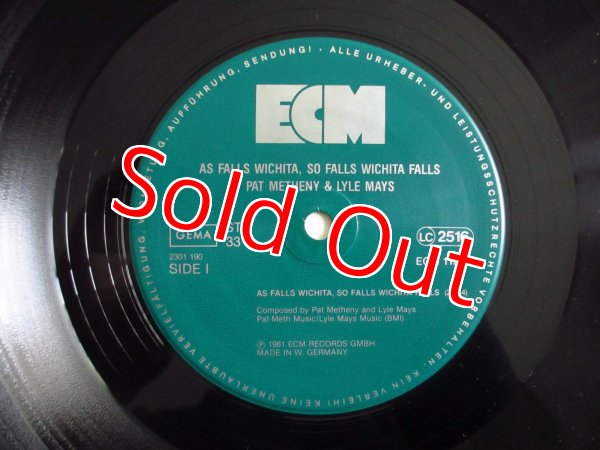 ECM
AS FALLS WICHITA, SO FALLS WICHITA FALLS
PAT METHENY & LYLE MAYS
Sold Out
GEMA
ST
33
LC 2516
2301 190
SIDE I
AS FALLS WICHITA, SO FALLS WICHITA FALLS
Composed by Pat Metheny and Lyle Mays
Pat-Meth Music/Lyle Mays Music (BMI)
℗ 1981 ECM RECORDS GMBH
MADE IN W. GERMANY
AUFFÜHRUNG, SENDUNG! · ALLE URHEBER- UND LEISTUNGSSCHUTZRECHTE VORBEHALTEN. KEIN VERLEIH! KEINE UNERLAUBTE VERVIELFÄLTIGUNG,